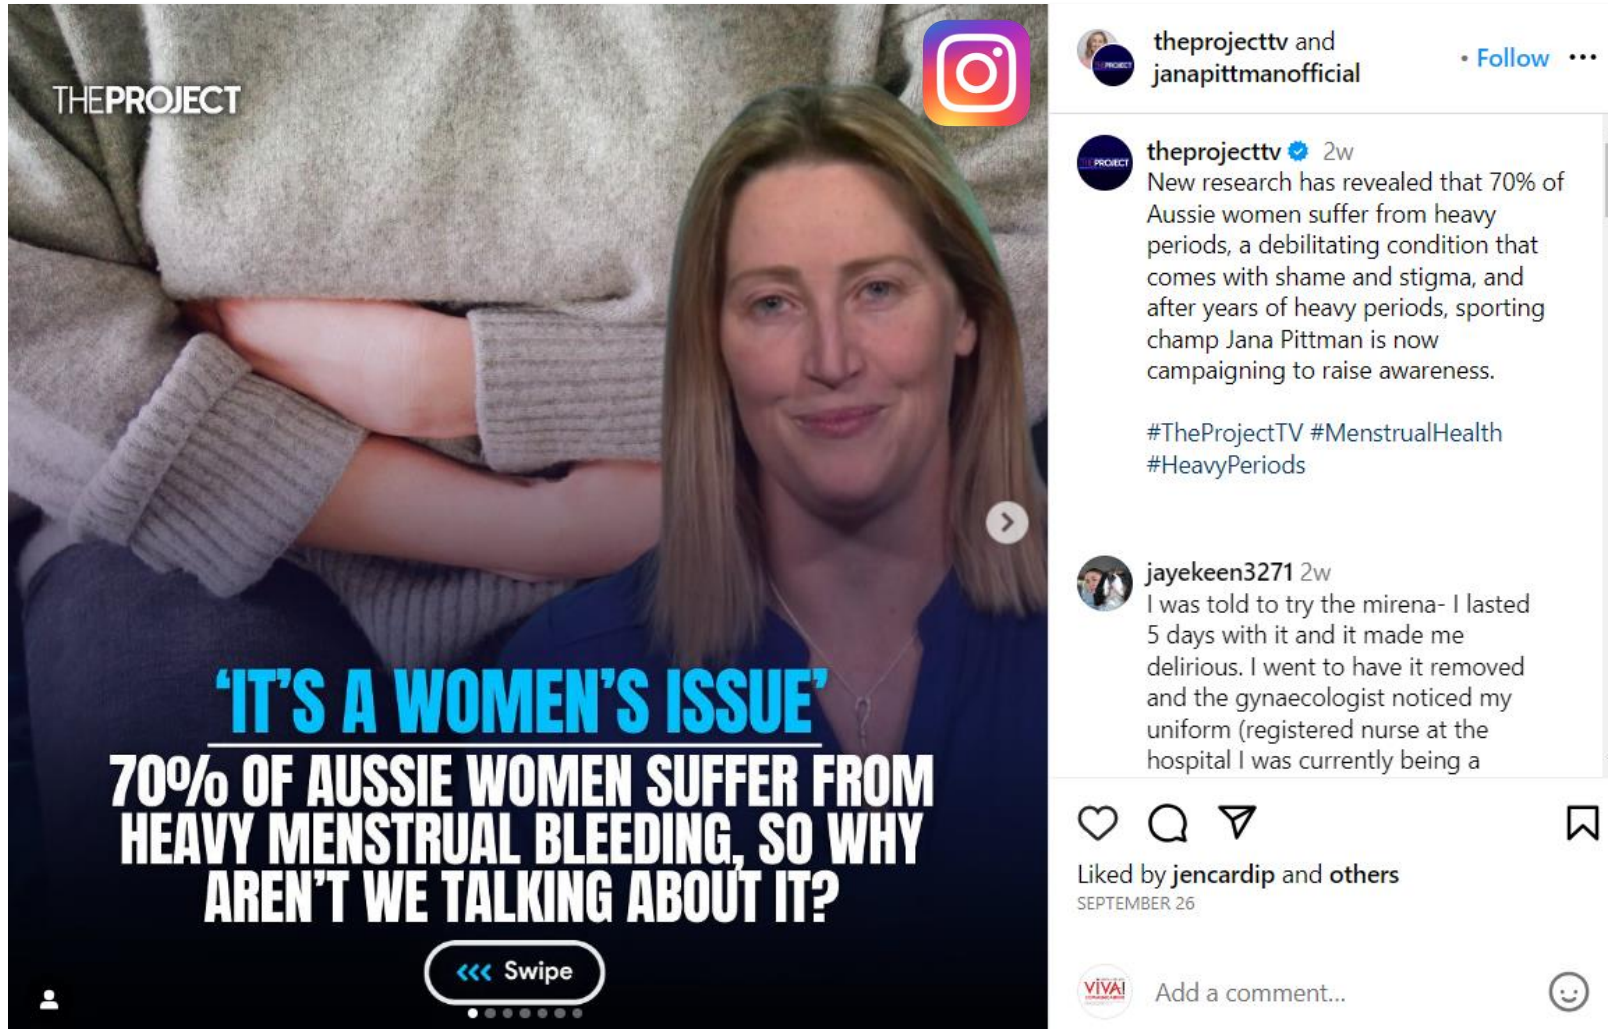 THEPROJECT
'IT'S A WOMEN'S ISSUE'
70% OF AUSSIE WOMEN SUFFER FROM
HEAVY MENSTRUAL BLEEDING, SO WHY
AREN'T WE TALKING ABOUT IT?
Swipe
theprojecttv and
janapittmanofficial
• Follow
PROJECT
theprojecttv 2w
New research has revealed that 70% of
Aussie women suffer from heavy
periods, a debilitating condition that
comes with shame and stigma, and
after years of heavy periods, sporting
champ Jana Pittman is now
campaigning to raise awareness.
#TheProjectTV #MenstrualHealth
#HeavyPeriods
jayekeen3271 2w
I was told to try the mirena- I lasted
5 days with it and it made me
delirious. I went to have it removed
and the gynaecologist noticed my
uniform (registered nurse at the
hospital I was currently being a
Liked by jencardip and others
SEPTEMBER 26
VIVA!
Add a comment...